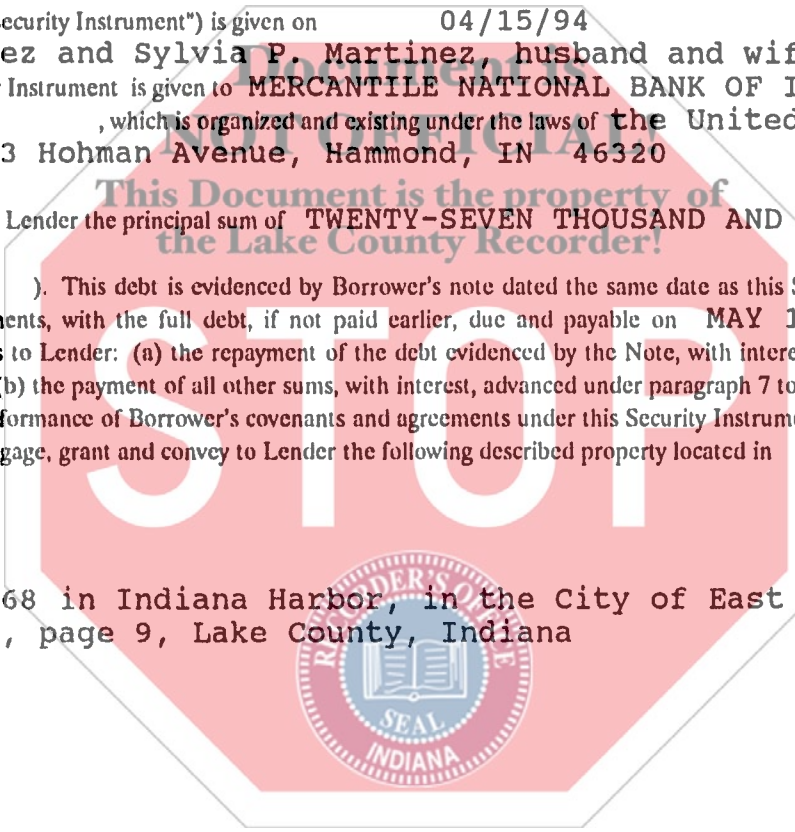 ecurity Instrument") is given on 04/15/94
ez and Sylvia P. Martinez, husband and wif
Document is
Instrument is given to MERCANTILE NATIONAL BANK OF I
, which is organized and existing under the laws of the United
NOT OFFICIAL!
3 Hohman Avenue, Hammond, IN 46320
This Document is the property of
Lender the principal sum of TWENTY-SEVEN THOUSAND AND
the Lake County Recorder!
). This debt is evidenced by Borrower's note dated the same date as this S
ents, with the full debt, if not paid earlier, due and payable on MAY 1
s to Lender: (a) the repayment of the debt evidenced by the Note, with intere
(b) the payment of all other sums, with interest, advanced under paragraph 7 to
formance of Borrower's covenants and agreements under this Security Instrume
gage, grant and convey to Lender the following described property located in
STOP
68 in Indiana Harbor, in the City of East
, page 9, Lake County, Indiana
RECORDER'S OFFICE
SEAL
INDIANA